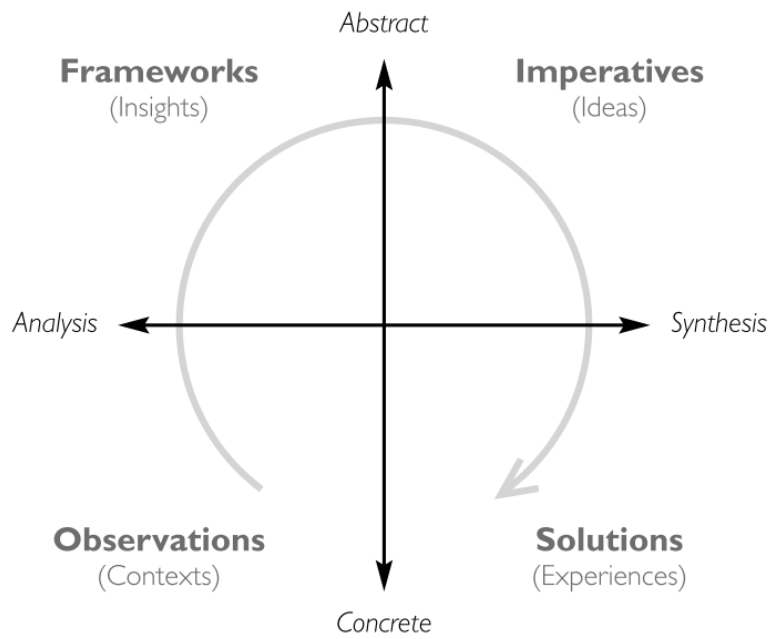 Abstract
Frameworks
(Insights)
Imperatives
(Ideas)
Analysis
Synthesis
Observations
(Contexts)
Solutions
(Experiences)
Concrete